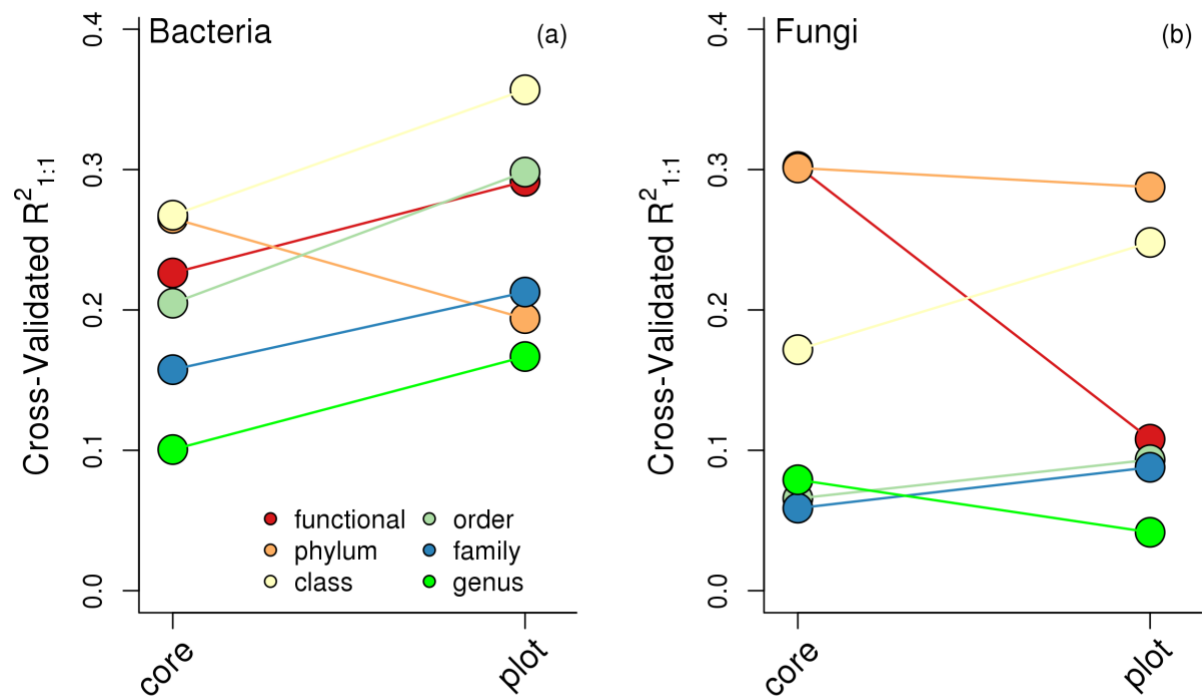 Bacteria (a)
Cross-Validated R²₁:₁
0.4
0.3
0.2
0.1
0.0
functional order
phylum family
class genus
core plot
Fungi (b)
Cross-Validated R²₁:₁
0.4
0.3
0.2
0.1
0.0
core plot